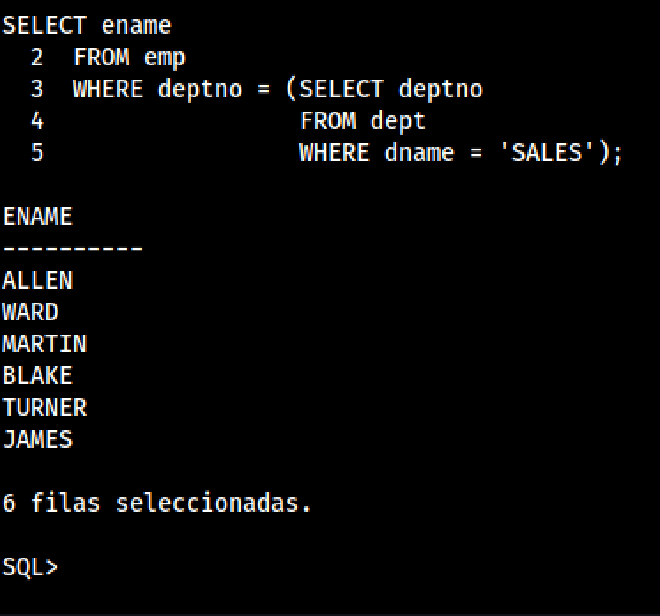 SELECT ename
  2  FROM emp
  3  WHERE deptno = (SELECT deptno
  4                  FROM dept
  5                  WHERE dname = 'SALES');

ENAME
----------
ALLEN
WARD
MARTIN
BLAKE
TURNER
JAMES

6 filas seleccionadas.

SQL>